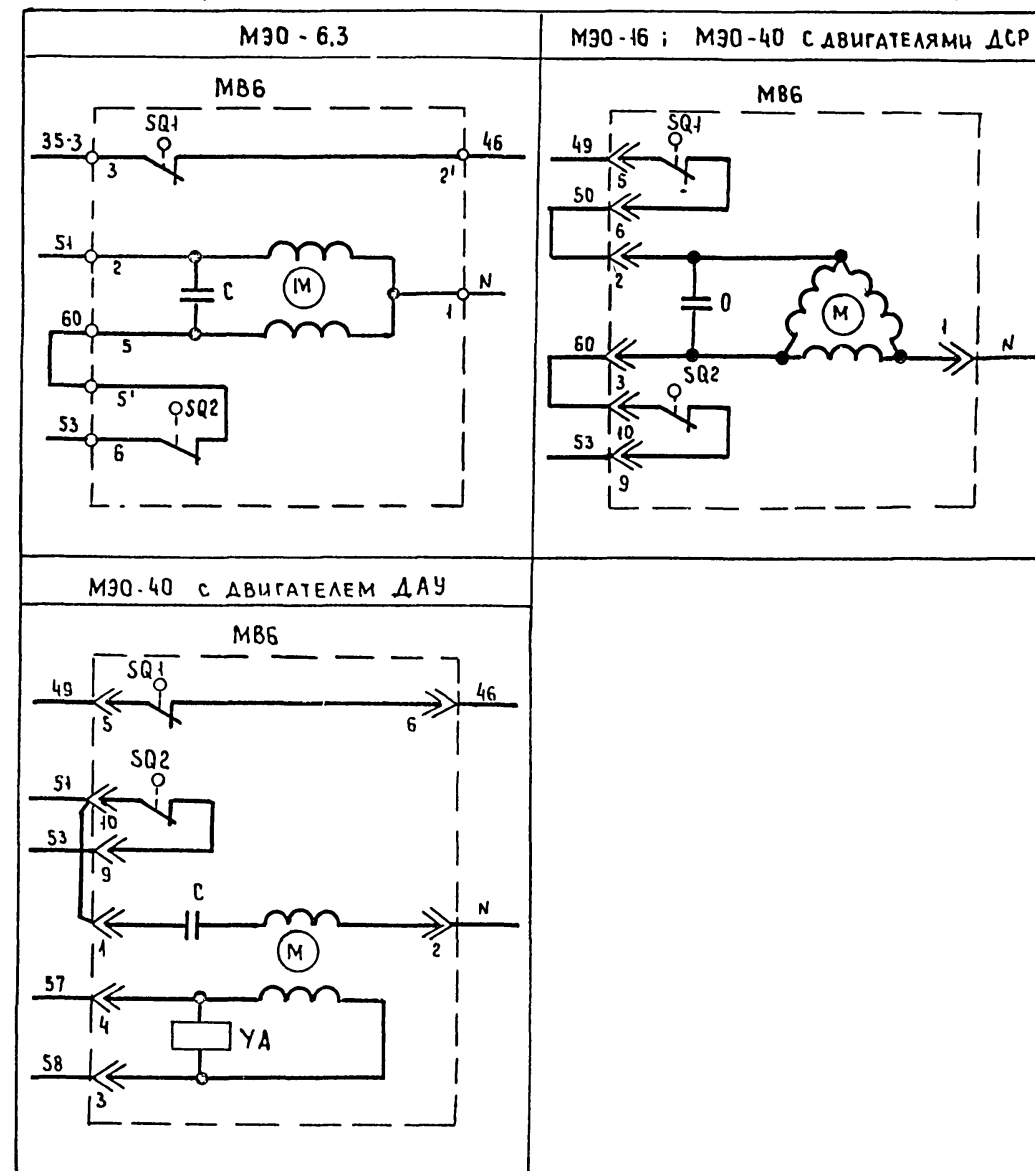 МЭО - 6,3
МВ6
SQ1
35-3
3
2'
46
51
2
C
М
N
1
60
5
5'
SQ2
53
6
МЭО-16 ; МЭО-40 С ДВИГАТЕЛЯМИ ДСР
МВ6
SQ1
49
5
50
6
2
0
М
1
N
60
3
SQ2
10
53
9
МЭО-40 С ДВИГАТЕЛЕМ ДАУ
МВ6
SQ1
49
5
6
46
SQ2
51
10
53
9
C
N
1
М
2
57
4
YA
58
3